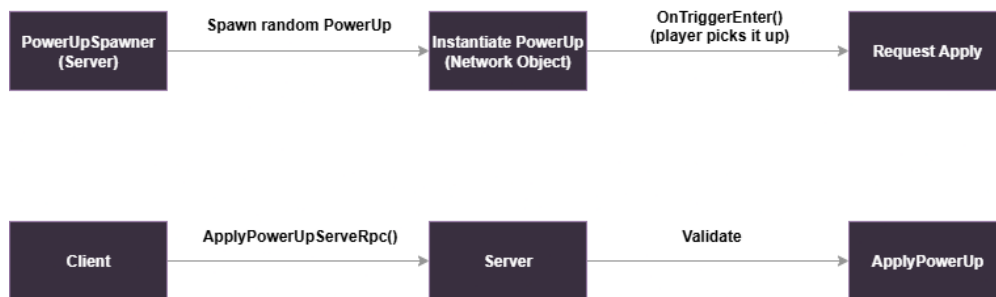 PowerUpSpawner
(Server)
Spawn random PowerUp
Instantiate PowerUp
(Network Object)
OnTriggerEnter()
(player picks it up)
Request Apply
Client
ApplyPowerUpServeRpc()
Server
Validate
ApplyPowerUp